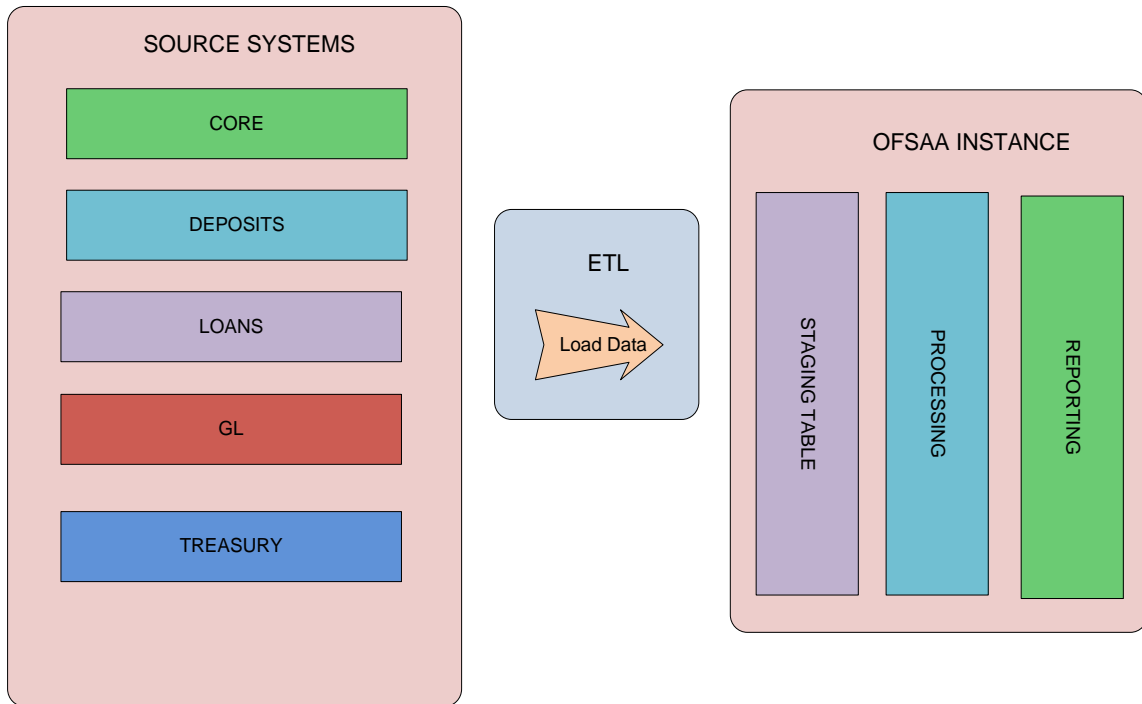 SOURCE SYSTEMS
CORE
DEPOSITS
LOANS
GL
TREASURY
ETL
Load Data
OFSAA INSTANCE
STAGING TABLE
PROCESSING
REPORTING